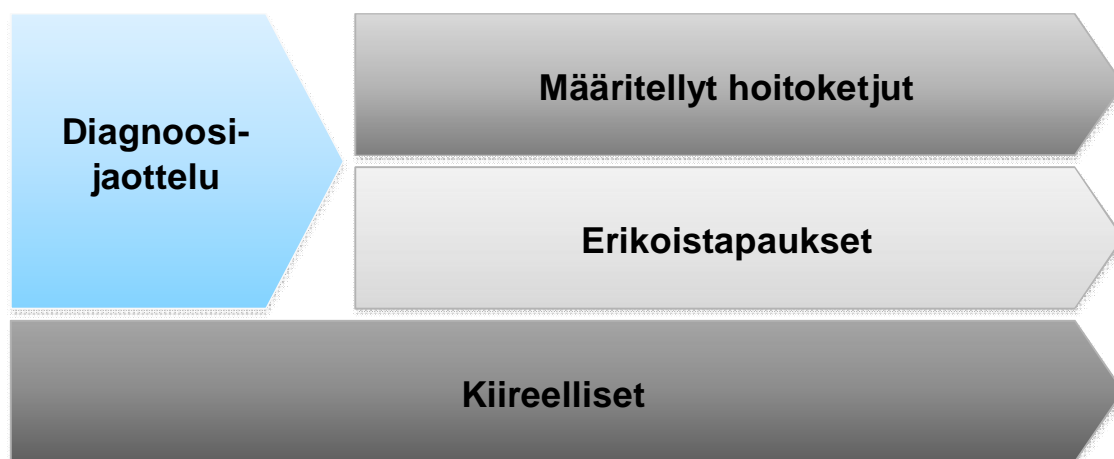 Diagnoosi-
jaottelu
Määritellyt hoitoketjut
Erikoistapaukset
Kiireelliset